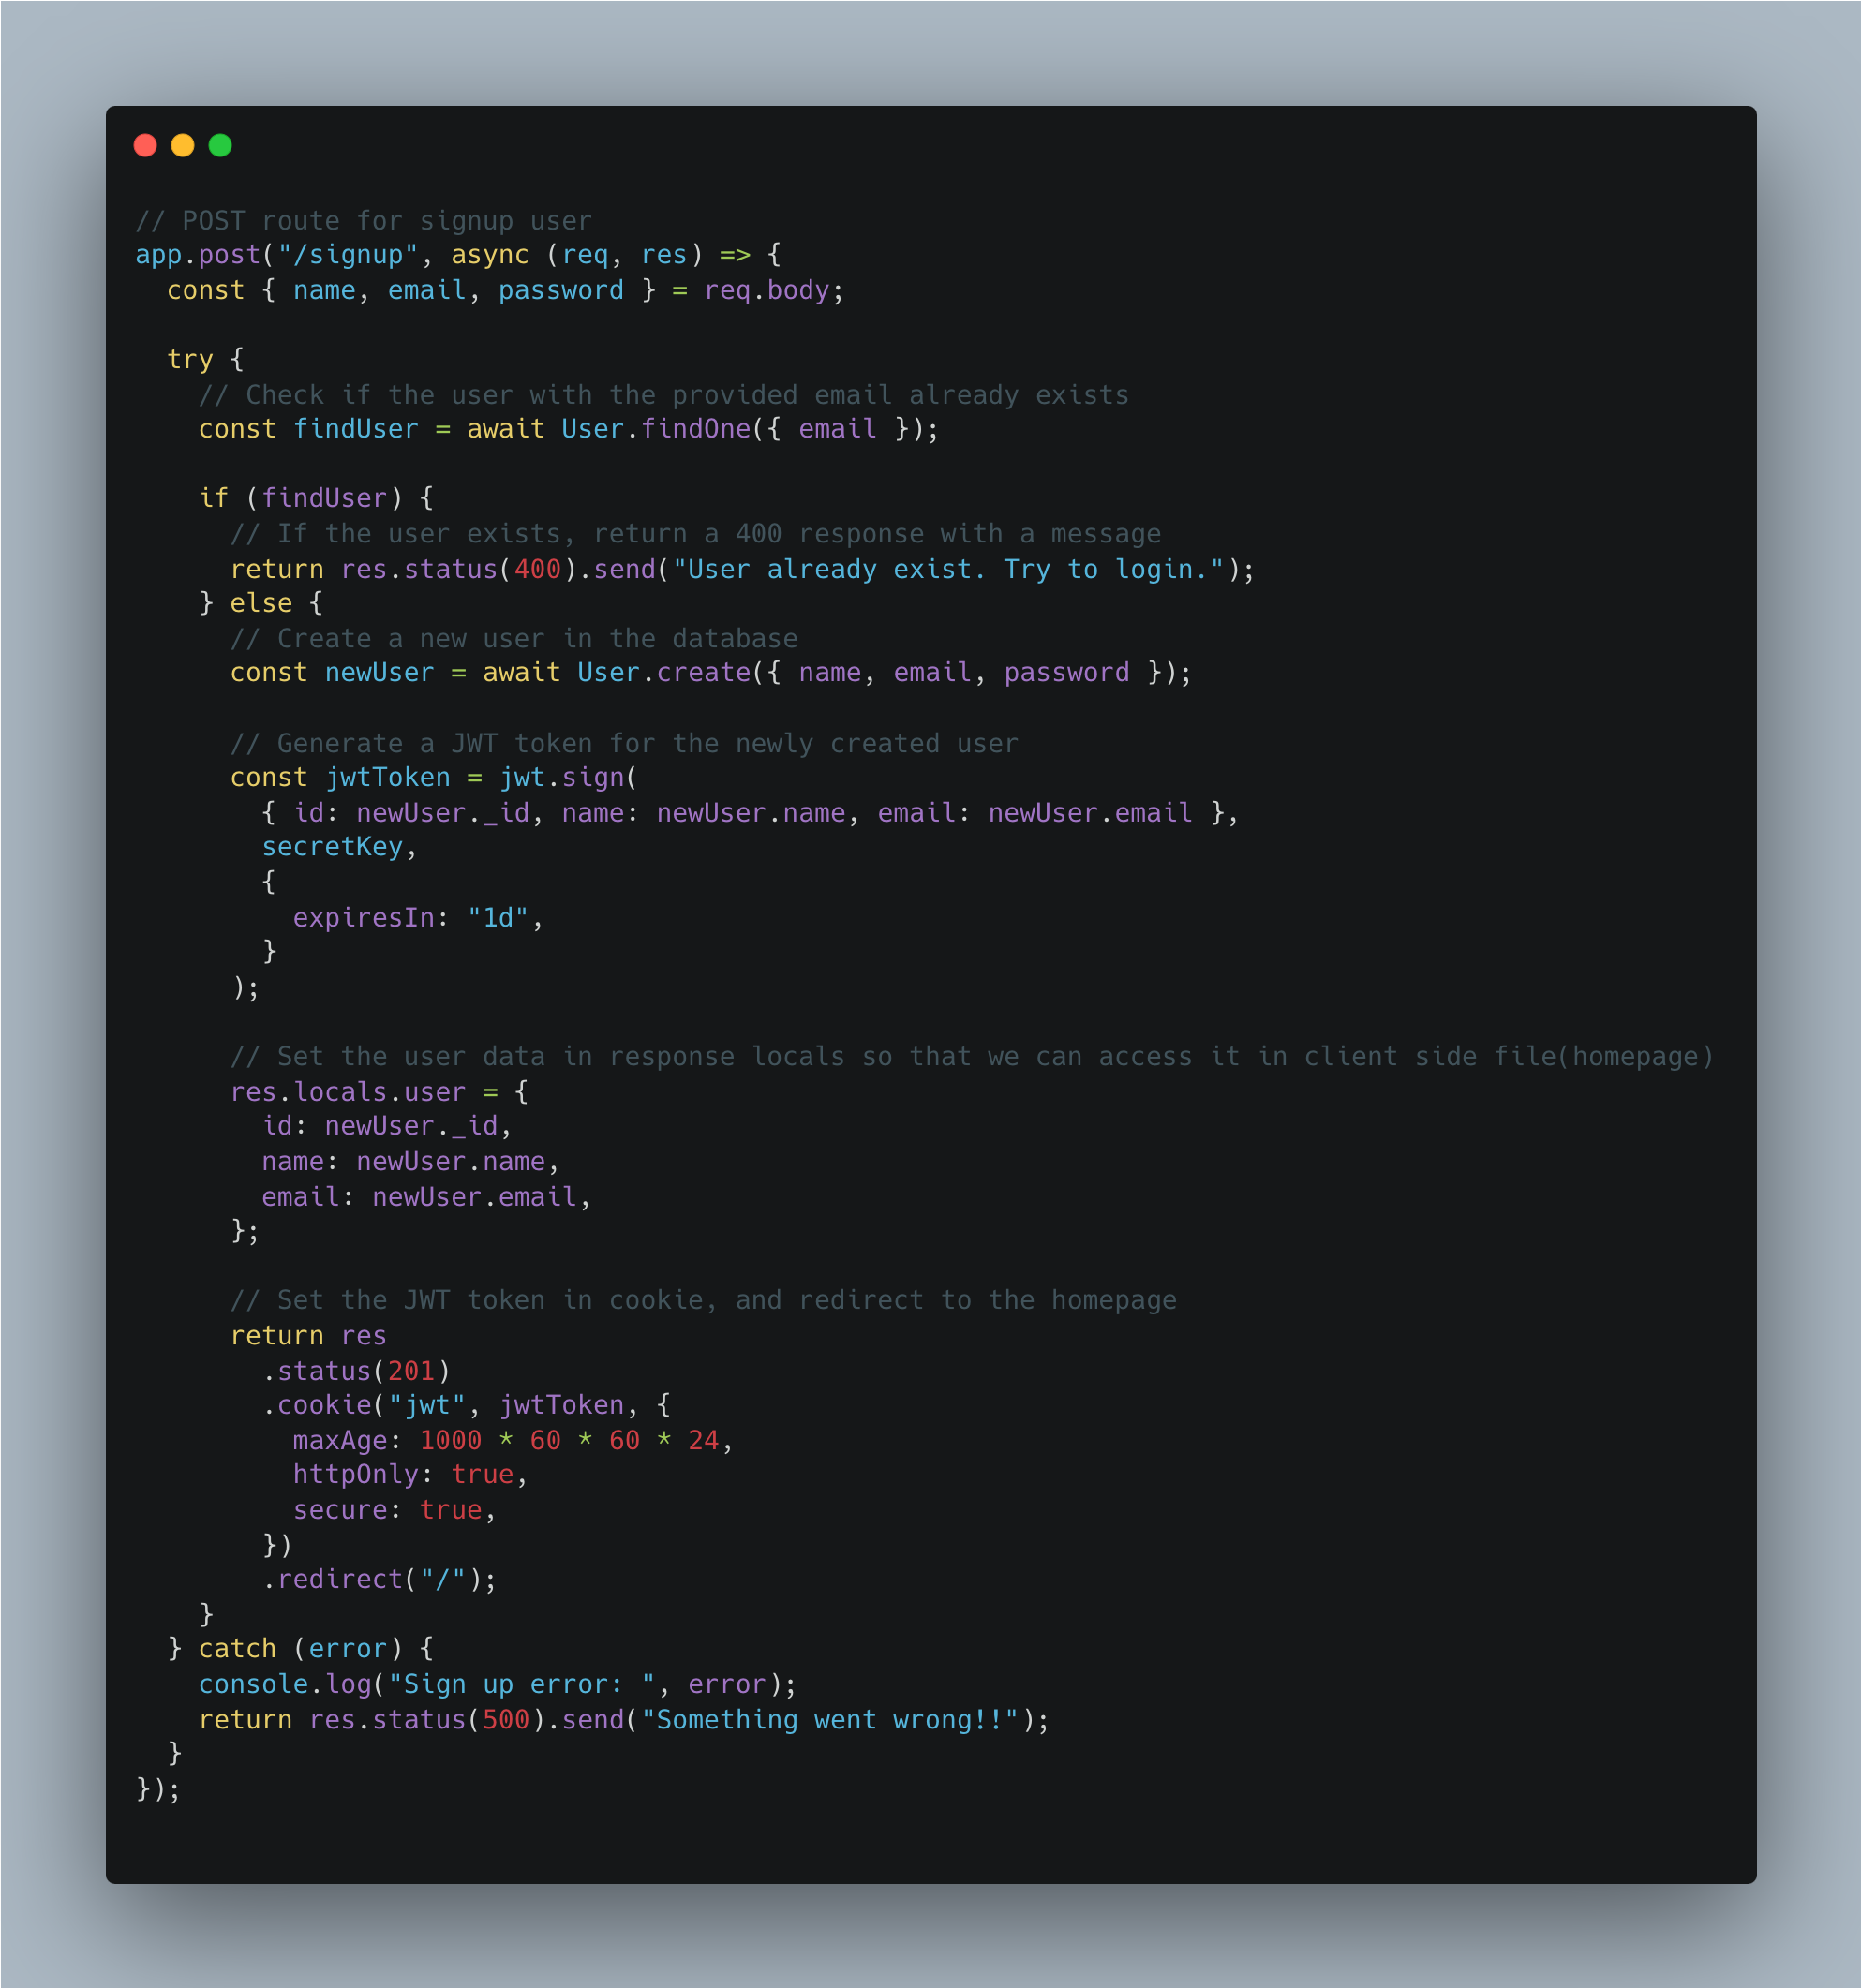 // POST route for signup user
app.post("/signup", async (req, res) => {
  const { name, email, password } = req.body;

  try {
    // Check if the user with the provided email already exists
    const findUser = await User.findOne({ email });

    if (findUser) {
      // If the user exists, return a 400 response with a message
      return res.status(400).send("User already exist. Try to login.");
    } else {
      // Create a new user in the database
      const newUser = await User.create({ name, email, password });

      // Generate a JWT token for the newly created user
      const jwtToken = jwt.sign(
        { id: newUser._id, name: newUser.name, email: newUser.email },
        secretKey,
        {
          expiresIn: "1d",
        }
      );

      // Set the user data in response locals so that we can access it in client side file(homepage)
      res.locals.user = {
        id: newUser._id,
        name: newUser.name,
        email: newUser.email,
      };

      // Set the JWT token in cookie, and redirect to the homepage
      return res
        .status(201)
        .cookie("jwt", jwtToken, {
          maxAge: 1000 * 60 * 60 * 24,
          httpOnly: true,
          secure: true,
        })
        .redirect("/");
    }
  } catch (error) {
    console.log("Sign up error: ", error);
    return res.status(500).send("Something went wrong!!");
  }
});